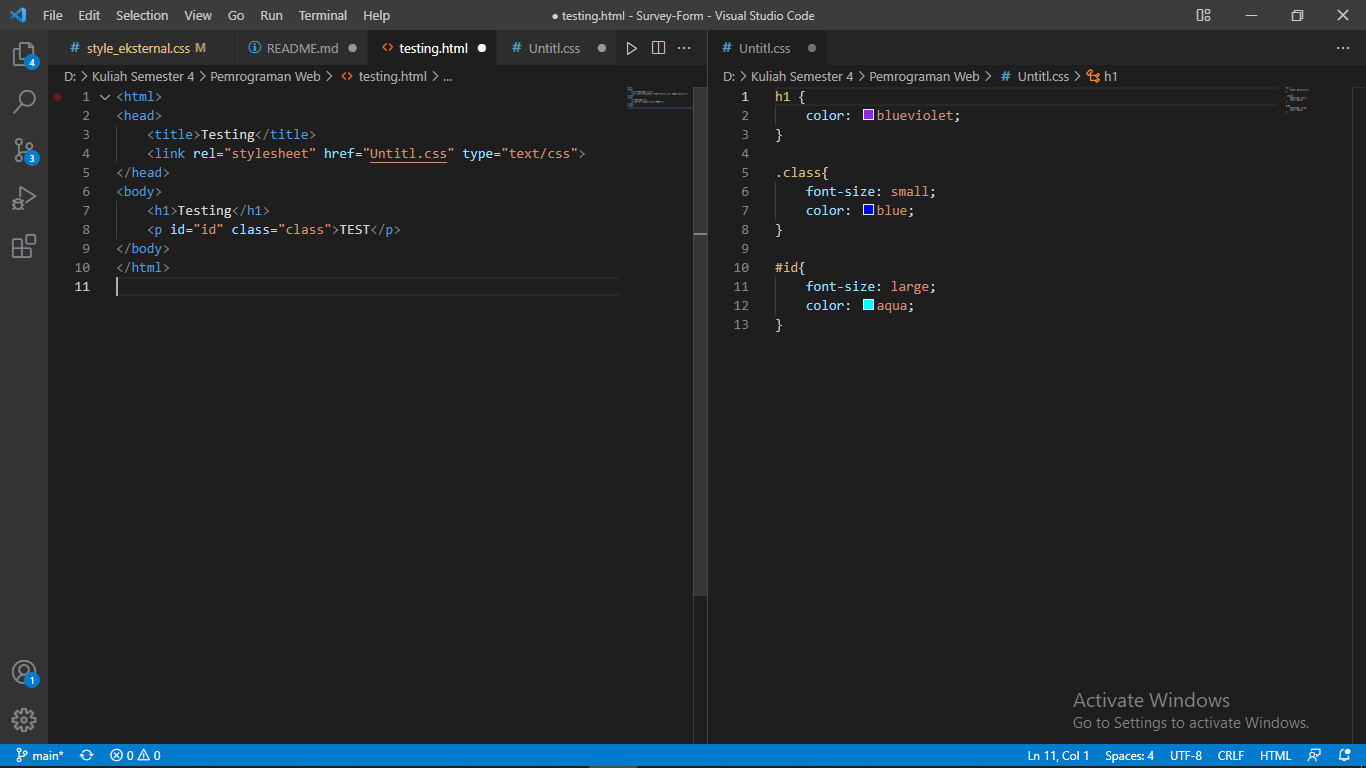 File Edit Selection View Go Run Terminal Help
● testing.html - Survey-Form - Visual Studio Code
style_eksternal.css M
README.md
testing.html
Untitl.css
D: > Kuliah Semester 4 > Pemrograman Web > testing.html > ...
1 <html>
2 <head>
3 <title>Testing</title>
4 <link rel="stylesheet" href="Untitl.css" type="text/css">
5 </head>
6 <body>
7 <h1>Testing</h1>
8 <p id="id" class="class">TEST</p>
9 </body>
10 </html>
11
# Untitl.css
D: > Kuliah Semester 4 > Pemrograman Web > # Untitl.css > h1
1 h1 {
2 color: blueviolet;
3 }
4
5 .class{
6 font-size: small;
7 color: blue;
8 }
9
10 #id{
11 font-size: large;
12 color: aqua;
13 }
4
3
1
Activate Windows
Go to Settings to activate Windows.
main* 0 0
Ln 11, Col 1 Spaces: 4 UTF-8 CRLF HTML